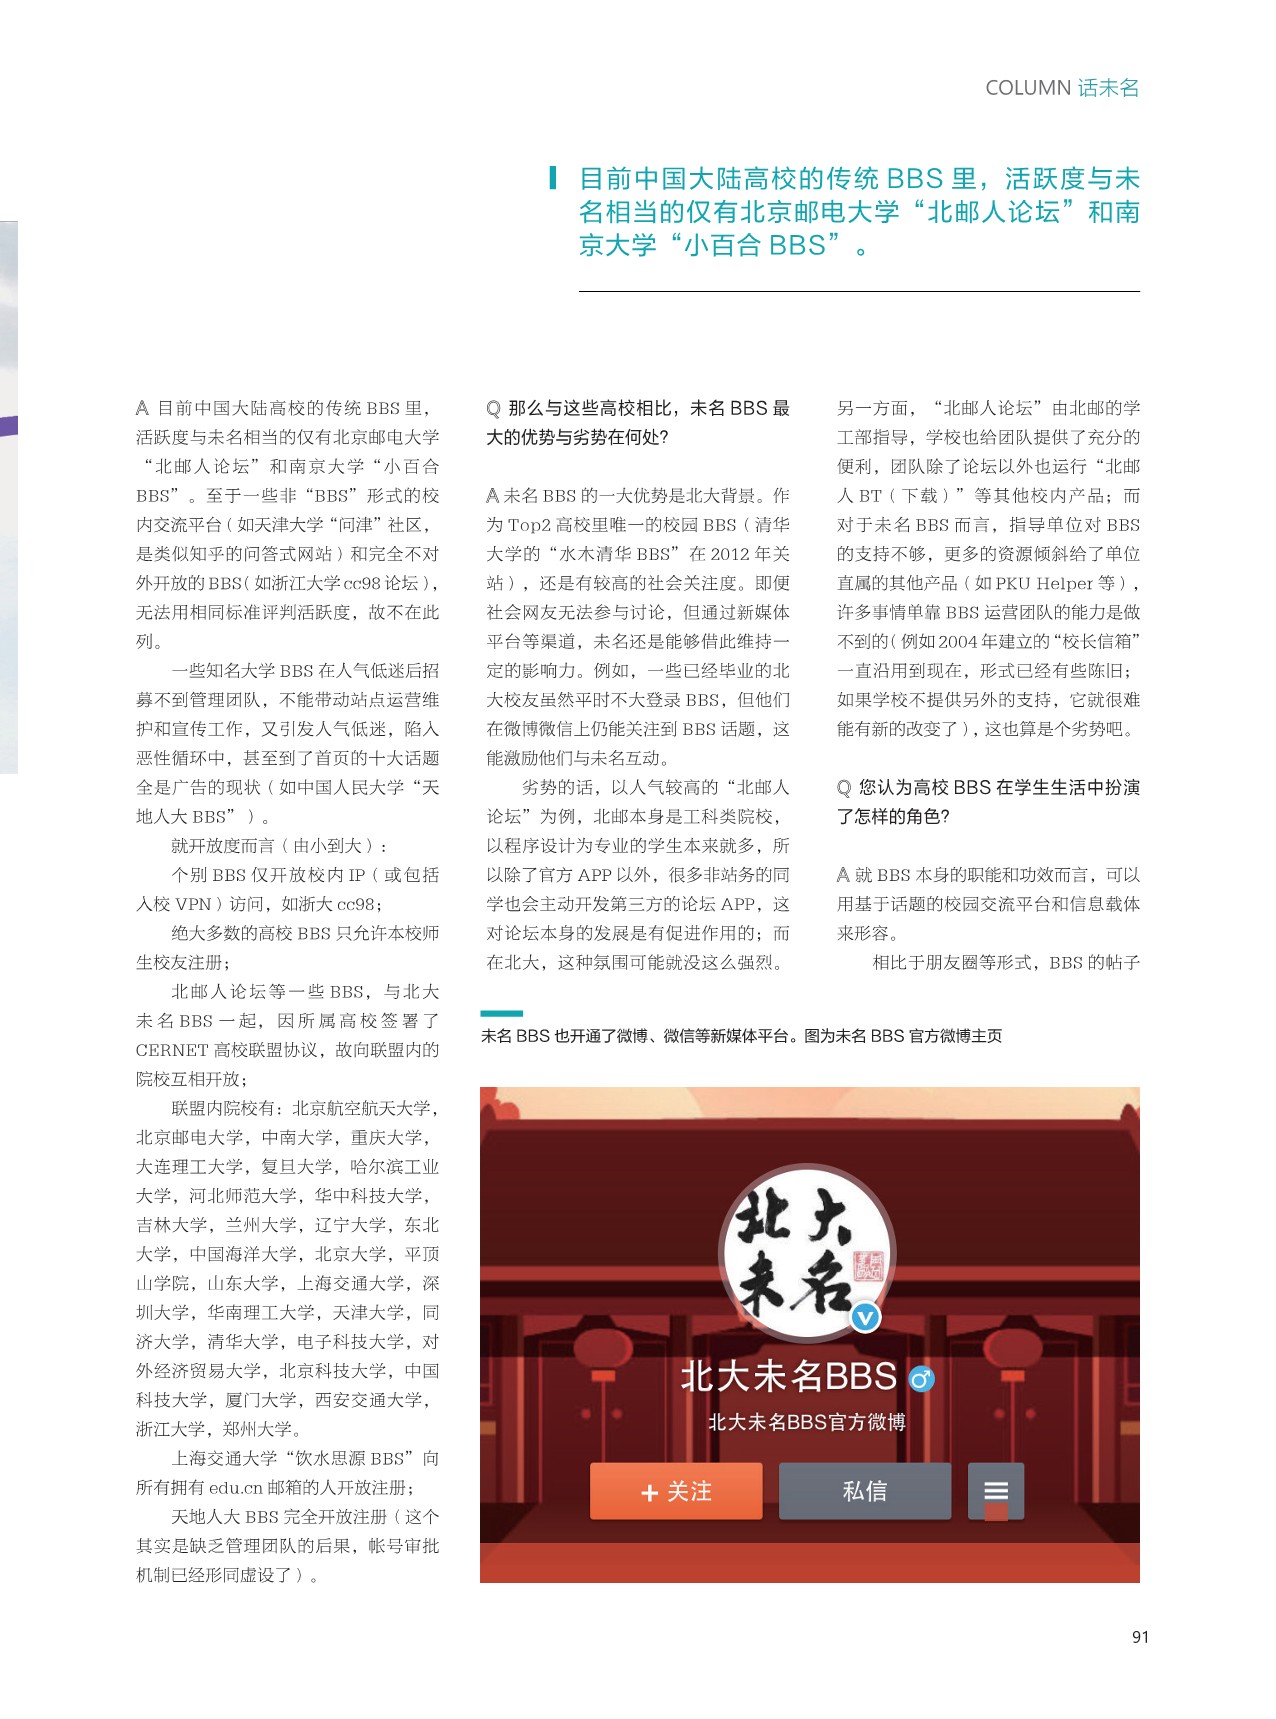 COLUMN 话未名
目前中国大陆高校的传统 BBS 里，活跃度与未
名相当的仅有北京邮电大学“北邮人论坛”和南
京大学“小百合 BBS”。
A 目前中国大陆高校的传统 BBS 里，
活跃度与未名相当的仅有北京邮电大学
“北邮人论坛”和南京大学“小百合
BBS”。至于一些非“BBS”形式的校
内交流平台（如天津大学“问津”社区，
是类似知乎的问答式网站）和完全不对
外开放的 BBS（如浙江大学 cc98 论坛），
无法用相同标准评判活跃度，故不在此
列。
一些知名大学 BBS 在人气低迷后招
募不到管理团队，不能带动站点运营维
护和宣传工作，又引发人气低迷，陷入
恶性循环中，甚至到了首页的十大话题
全是广告的现状（如中国人民大学“天
地人大 BBS”）。
就开放度而言（由小到大）:
个别 BBS 仅开放校内 IP（或包括
入校 VPN）访问，如浙大 cc98；
绝大多数的高校 BBS 只允许本校师
生校友注册；
北邮人论坛等一些 BBS，与北大
未名 BBS 一起，因所属高校签署了
CERNET 高校联盟协议，故向联盟内的
院校互相开放；
联盟内院校有：北京航空航天大学，
北京邮电大学，中南大学，重庆大学，
大连理工大学，复旦大学，哈尔滨工业
大学，河北师范大学，华中科技大学，
吉林大学，兰州大学，辽宁大学，东北
大学，中国海洋大学，北京大学，平顶
山学院，山东大学，上海交通大学，深
圳大学，华南理工大学，天津大学，同
济大学，清华大学，电子科技大学，对
外经济贸易大学，北京科技大学，中国
科技大学，厦门大学，西安交通大学，
浙江大学，郑州大学。
上海交通大学“饮水思源 BBS”向
所有拥有 edu.cn 邮箱的人开放注册；
天地人大 BBS 完全开放注册（这个
其实是缺乏管理团队的后果，帐号审批
机制已经形同虚设了）。
Q 那么与这些高校相比，未名 BBS 最
大的优势与劣势在何处？
A 未名 BBS 的一大优势是北大背景。作
为 Top2 高校里唯一的校园 BBS（清华
大学的“水木清华 BBS”在 2012 年关
站），还是有较高的社会关注度。即便
社会网友无法参与讨论，但通过新媒体
平台等渠道，未名还是能够借此维持一
定的影响力。例如，一些已经毕业的北
大校友虽然平时不大登录 BBS，但他们
在微博微信上仍能关注到 BBS 话题，这
能激励他们与未名互动。
劣势的话，以人气较高的“北邮人
论坛”为例，北邮本身是工科类院校，
以程序设计为专业的学生本来就多，所
以除了官方 APP 以外，很多非站务的同
学也会主动开发第三方的论坛 APP，这
对论坛本身的发展是有促进作用的；而
在北大，这种氛围可能就没这么强烈。
另一方面，“北邮人论坛”由北邮的学
工部指导，学校也给团队提供了充分的
便利，团队除了论坛以外也运行“北邮
人 BT（下载）”等其他校内产品；而
对于未名 BBS 而言，指导单位对 BBS
的支持不够，更多的资源倾斜给了单位
直属的其他产品（如 PKU Helper 等），
许多事情单靠 BBS 运营团队的能力是做
不到的（例如 2004 年建立的“校长信箱”
一直沿用到现在，形式已经有些陈旧；
如果学校不提供另外的支持，它就很难
能有新的改变了），这也算是个劣势吧。
Q 您认为高校 BBS 在学生生活中扮演
了怎样的角色？
A 就 BBS 本身的职能和功效而言，可以
用基于话题的校园交流平台和信息载体
来形容。
相比于朋友圈等形式，BBS 的帖子
未名 BBS 也开通了微博、微信等新媒体平台。图为未名 BBS 官方微博主页
北大
未名
北大未名BBS
北大未名BBS官方微博
+ 关注
私信
91